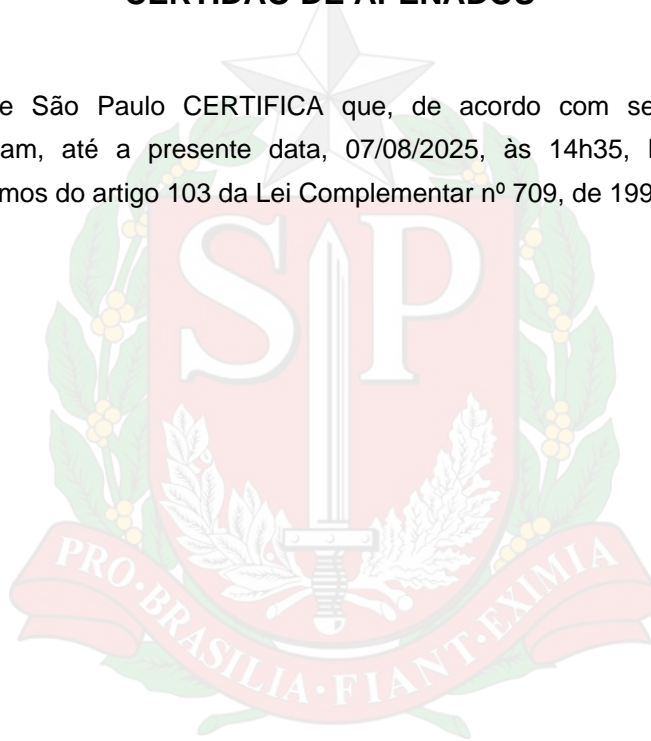 CERTIDÃO DE APENADOS
e São Paulo CERTIFICA que, de acordo com se
am, até a presente data, 07/08/2025, às 14h35,
mos do artigo 103 da Lei Complementar nº 709, de 199
SP
PRO·BRASILIA·FIANT·EXIMIA